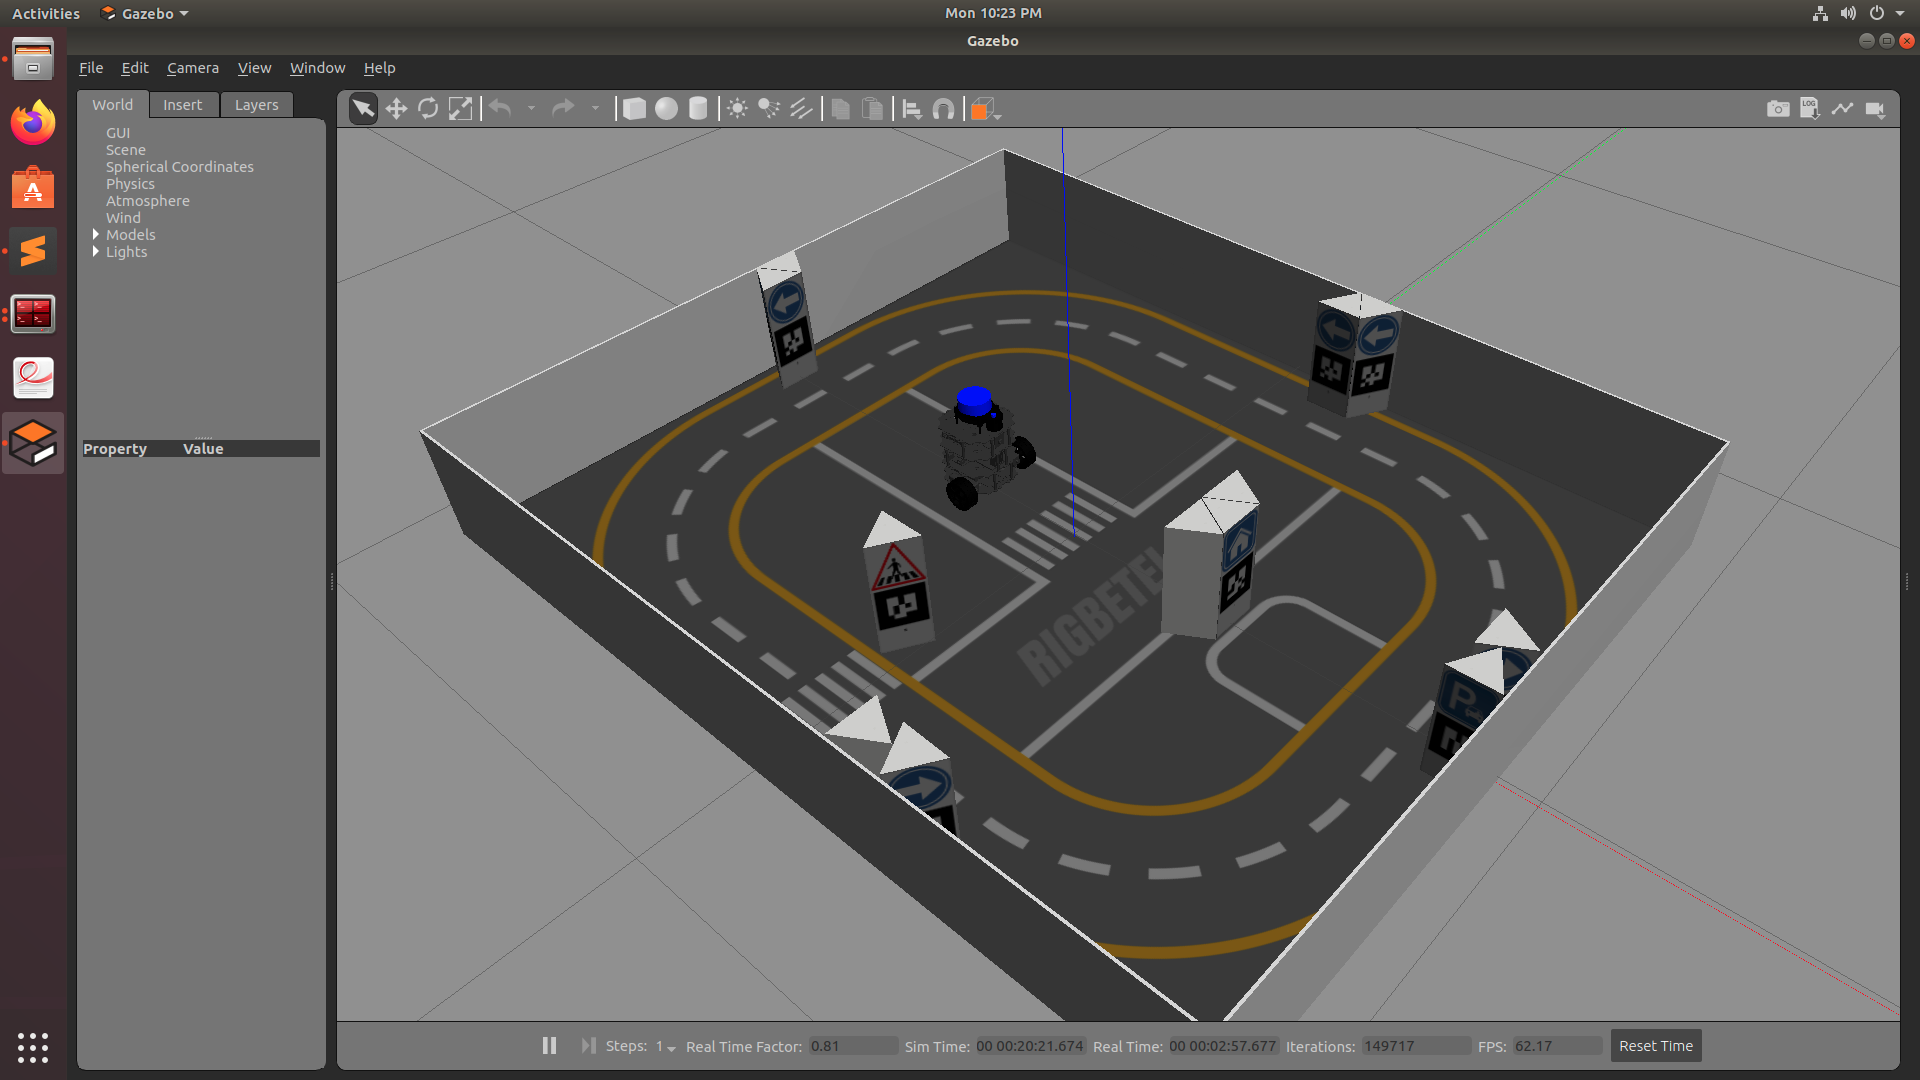 Activities
Gazebo
Mon 10:23 PM
Gazebo
File Edit Camera View Window Help
World Insert Layers
LOG
GUI
Scene
Spherical Coordinates
Physics
Atmosphere
Wind
Models
Lights
Property Value
P
Steps: 1 Real Time Factor: 0.81 Sim Time: 00 00:20:21.674 Real Time: 00 00:02:57.677 Iterations: 149717 FPS: 62.17 Reset Time